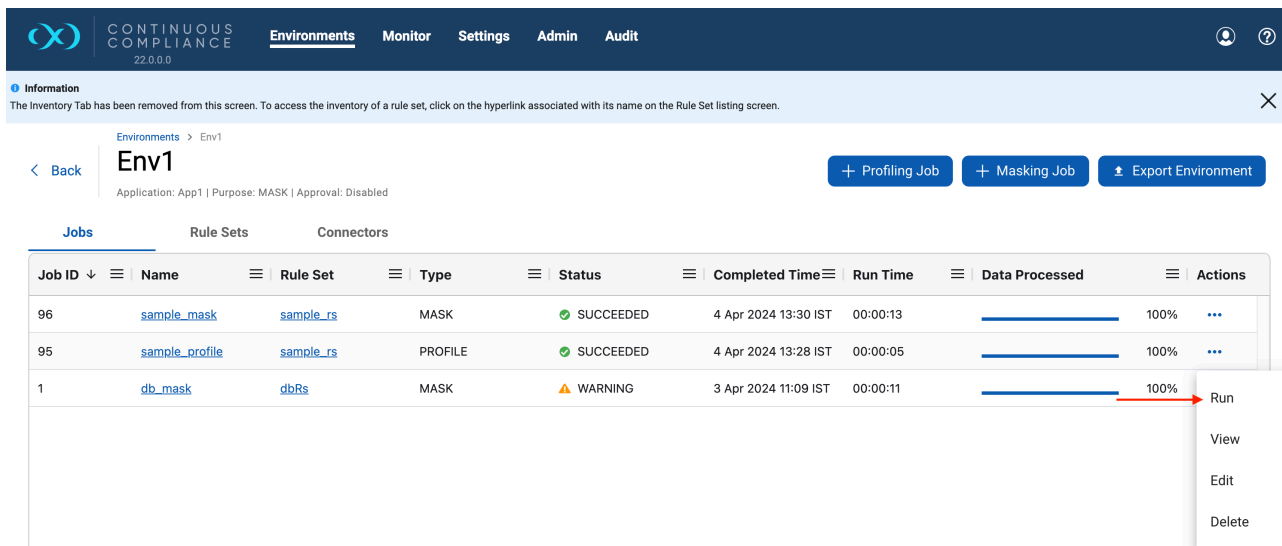 CONTINUOUS
COMPLIANCE
22.0.0.0
Environments Monitor Settings Admin Audit
Information
The Inventory Tab has been removed from this screen. To access the inventory of a rule set, click on the hyperlink associated with its name on the Rule Set listing screen.
Environments > Env1
Back
Env1
Application: App1 | Purpose: MASK | Approval: Disabled
+ Profiling Job + Masking Job Export Environment
Jobs Rule Sets Connectors
Job ID Name Rule Set Type Status Completed Time Run Time Data Processed Actions
96 sample_mask sample_rs MASK SUCCEEDED 4 Apr 2024 13:30 IST 00:00:13 100% ...
95 sample_profile sample_rs PROFILE SUCCEEDED 4 Apr 2024 13:28 IST 00:00:05 100% ...
1 db_mask dbRs MASK WARNING 3 Apr 2024 11:09 IST 00:00:11 100%
Run
View
Edit
Delete